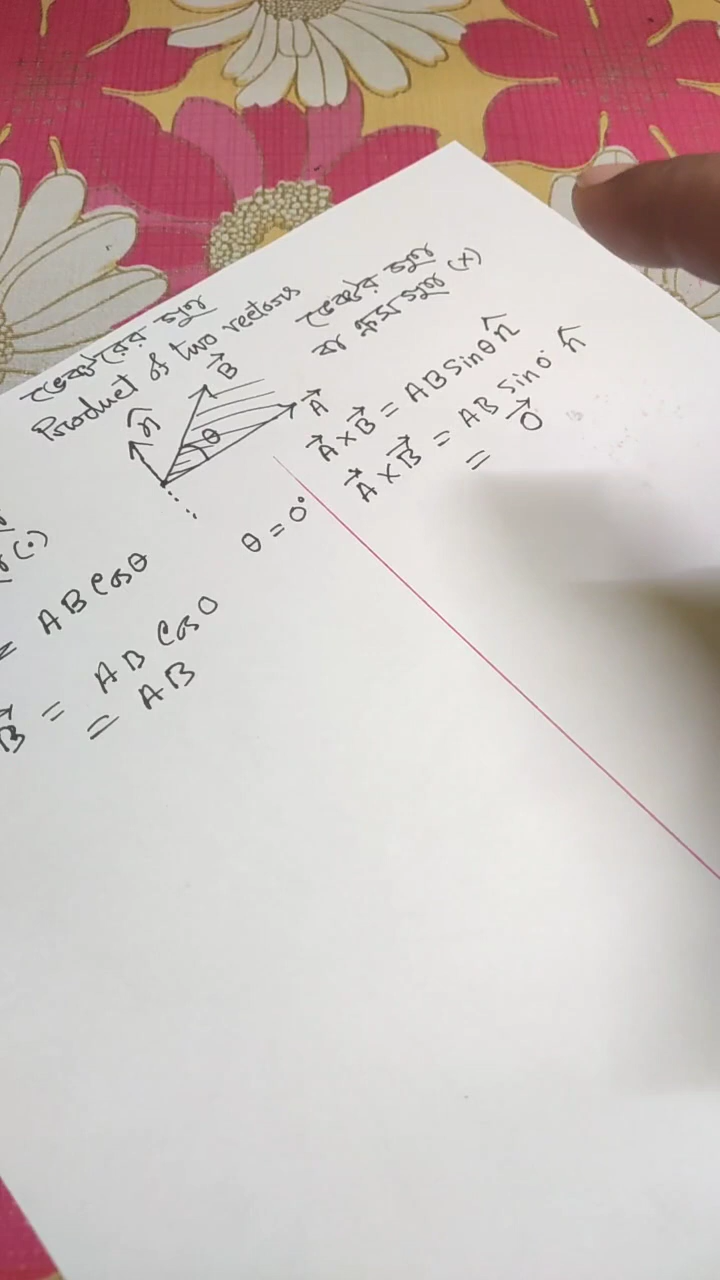 ভেক্টরের গুণ
Product of two vectors
n̂
B⃗
A⃗
θ
(·)
= AB Cosθ
B⃗ = AB Cos0
= AB
θ = 0°
ভেক্টর গুণ
বা ক্রস গুণ (×)
A⃗ × B⃗ = AB Sinθ n̂
A⃗ × B⃗ = AB Sin0° n̂
= 0⃗